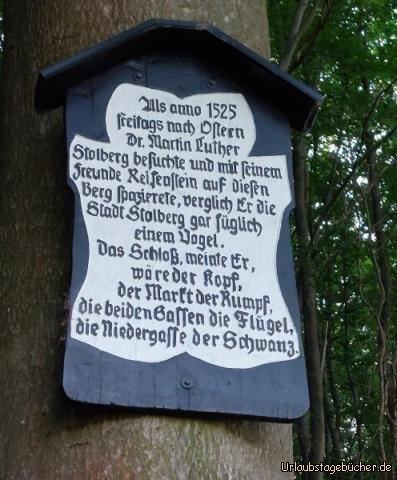 Als anno 1525
freitags nach Ostern
Dr. Martin Luther
Stolberg besuchte und mit seinem
Freunde Reifenstein auf diesen
Berg spazierete, verglich Er die
Stadt Stolberg gar füglich
einem Vogel.
Das Schloß, meinte Er,
wäre der Kopf,
der Markt der Rumpf,
die beiden Gassen die Flügel,
die Niedergasse der Schwanz.
Urlaubstagebücher.de